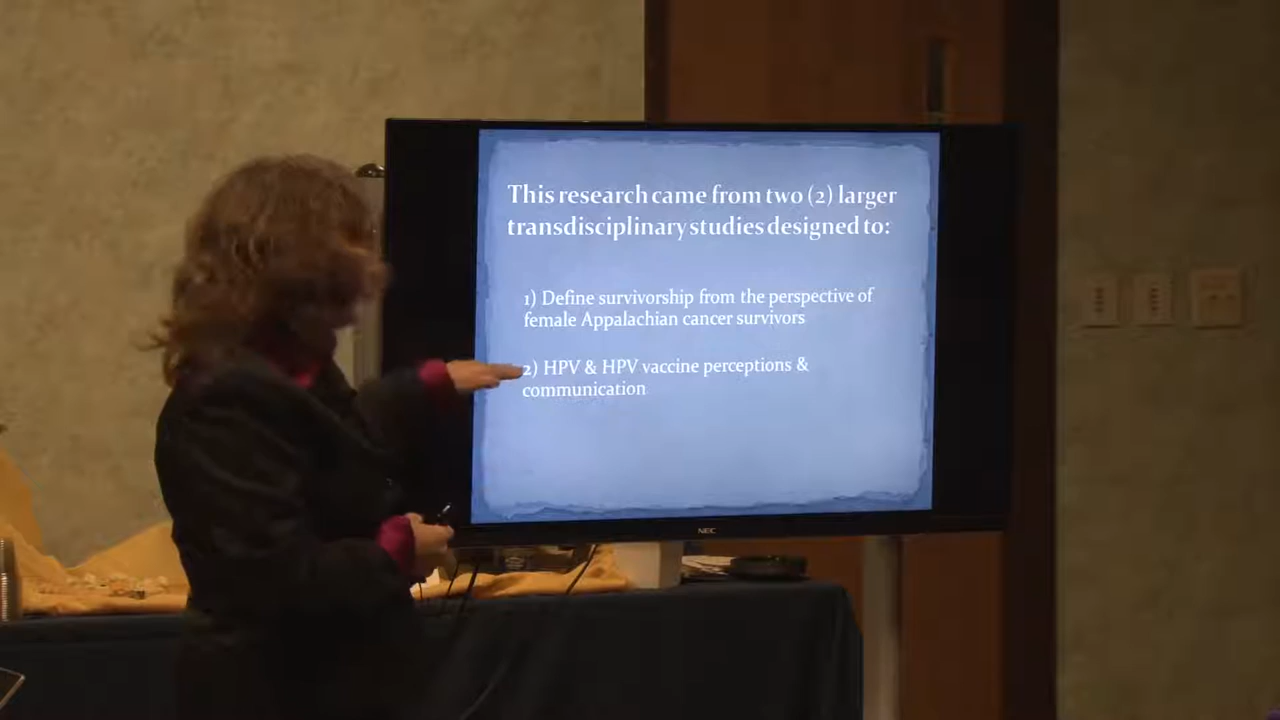 This research came from two (2) larger
transdisciplinary studies designed to:
1) Define survivorship from the perspective of
female Appalachian cancer survivors
2) HPV & HPV vaccine perceptions &
communication
NEC